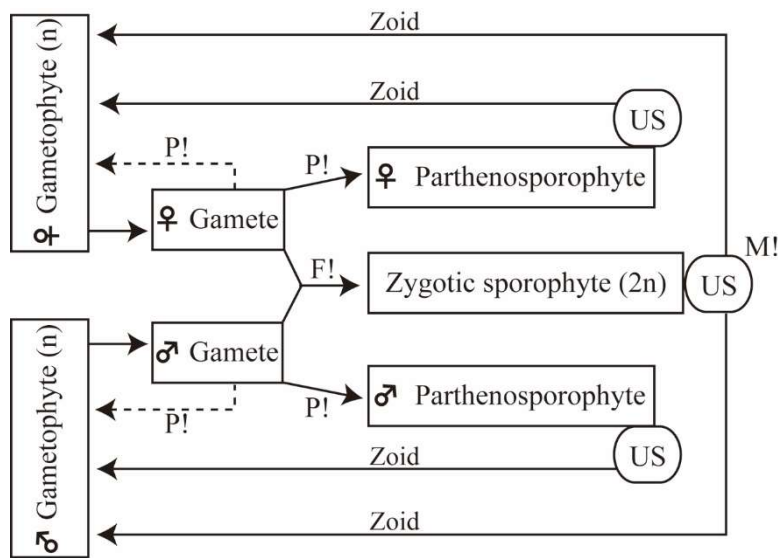 Zoid
Zoid
US
♀ Gametophyte (n)
P!
P!
♀ Parthenosporophyte
♀ Gamete
M!
F!
Zygotic sporophyte (2n)
US
♂ Gamete
♂ Gametophyte (n)
♂ Parthenosporophyte
P!
P!
US
Zoid
Zoid